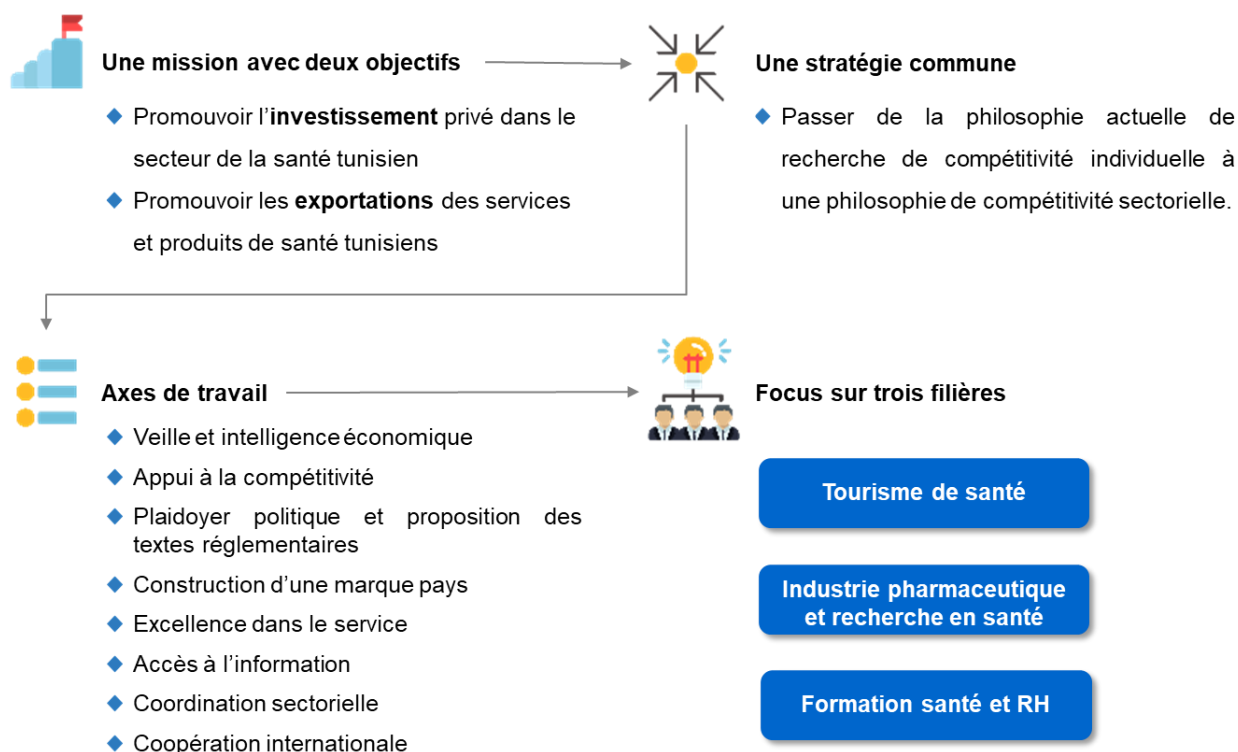 Une mission avec deux objectifs
Promouvoir l’investissement privé dans le
secteur de la santé tunisien
Promouvoir les exportations des services
et produits de santé tunisiens
Une stratégie commune
Passer de la philosophie actuelle de
recherche de compétitivité individuelle à
une philosophie de compétitivité sectorielle.
Axes de travail
Veille et intelligence économique
Appui à la compétitivité
Plaidoyer politique et proposition des
textes réglementaires
Construction d’une marque pays
Excellence dans le service
Accès à l’information
Coordination sectorielle
Coopération internationale
Focus sur trois filières
Tourisme de santé
Industrie pharmaceutique
et recherche en santé
Formation santé et RH